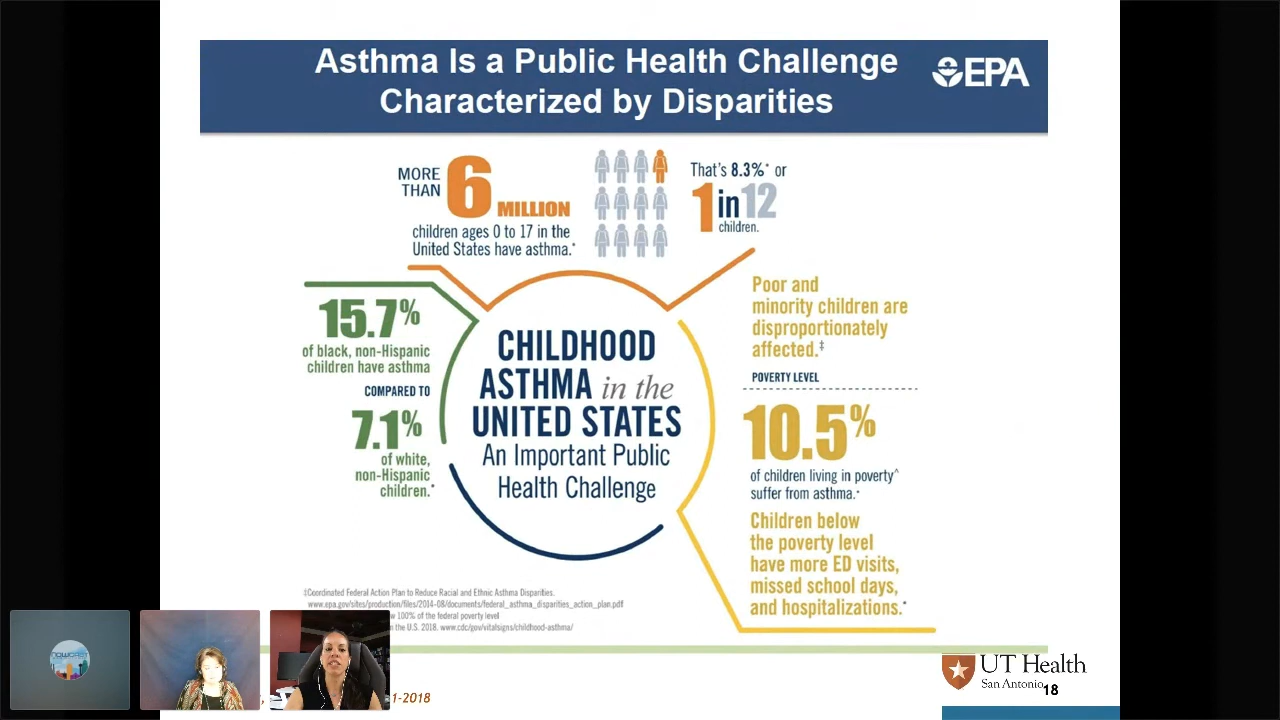 Asthma Is a Public Health Challenge
Characterized by Disparities
EPA
MORE
THAN
6
MILLION
children ages 0 to 17 in the
United States have asthma.*
That's 8.3%* or
1 in 12
children.
15.7%
of black, non-Hispanic
children have asthma
COMPARED TO
7.1%
of white,
non-Hispanic
children.*
CHILDHOOD
ASTHMA in the
UNITED STATES
An Important Public
Health Challenge
Poor and
minority children are
disproportionately
affected.‡
POVERTY LEVEL
10.5%
of children living in poverty^
suffer from asthma.*
Children below
the poverty level
have more ED visits,
missed school days,
and hospitalizations.*
‡Coordinated Federal Action Plan to Reduce Racial and Ethnic Asthma Disparities.
www.epa.gov/sites/production/files/2014-08/documents/federal_asthma_disparities_action_plan.pdf
100% of the federal poverty level
the U.S. 2018. www.cdc.gov/vitalsigns/childhood-asthma/
NOWCAST
1-2018
UT Health
San Antonio
18